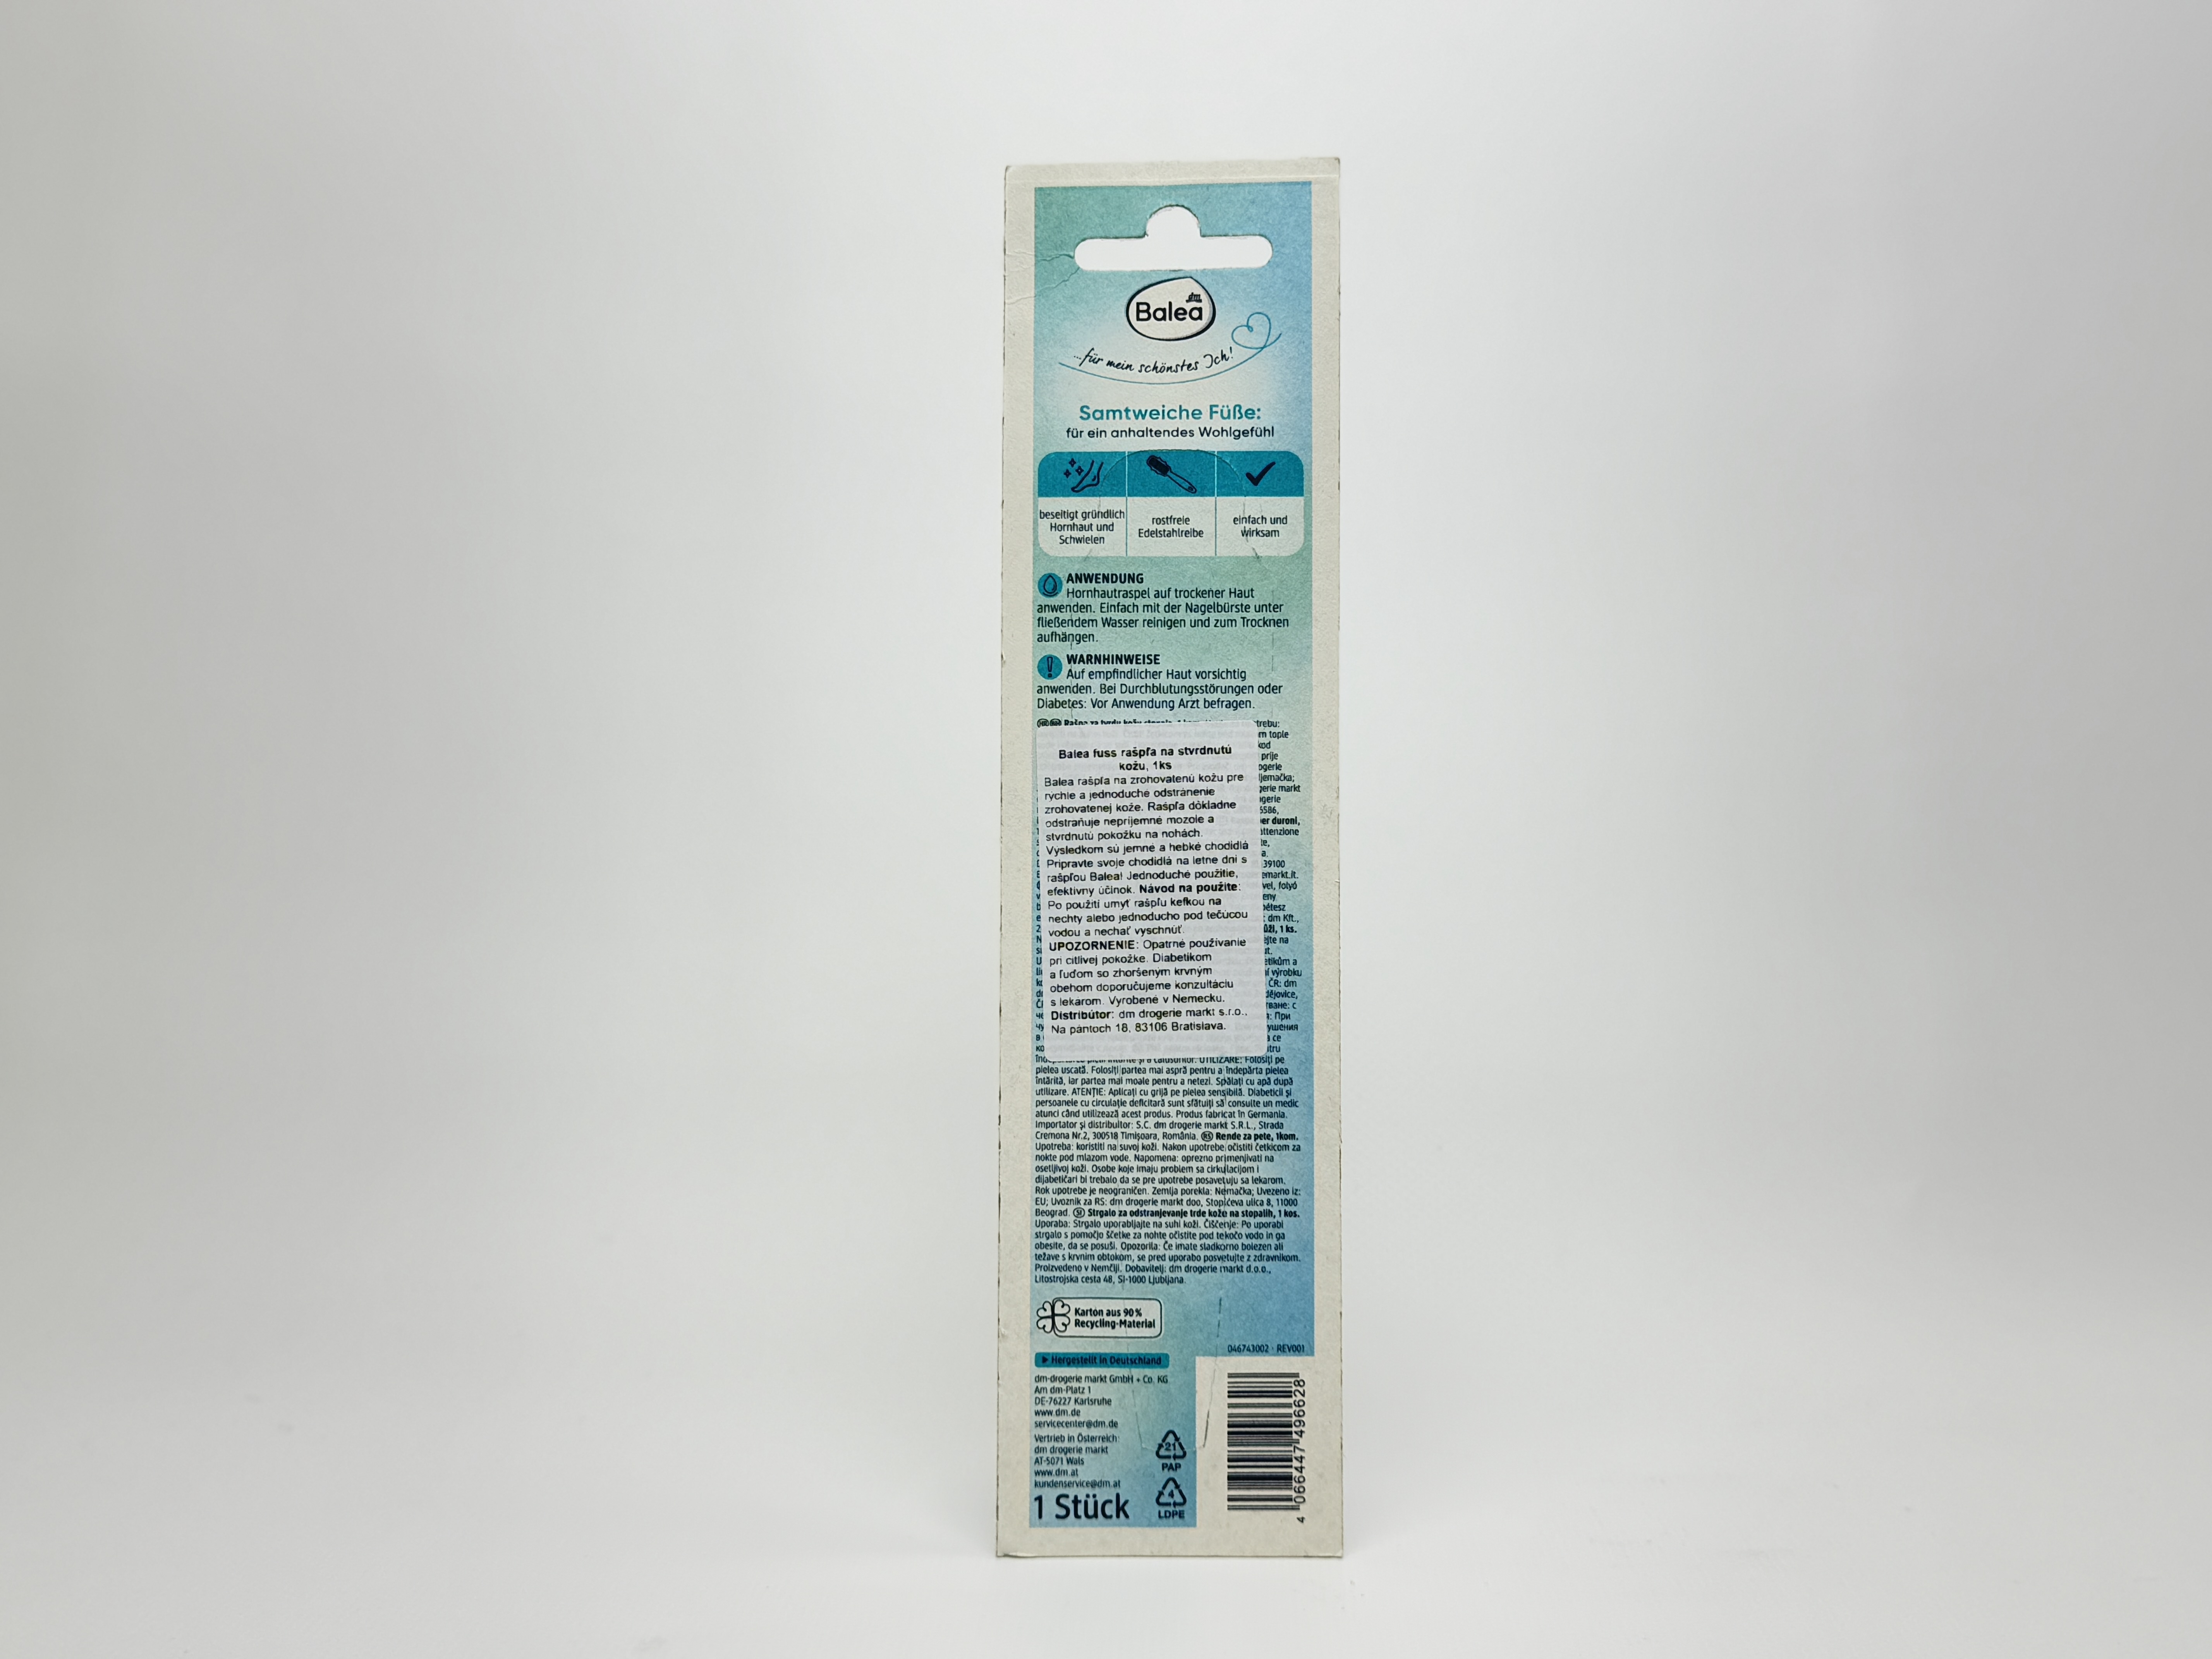 dm
Balea
...für mein schönstes Ich!
Samtweiche Füße:
für ein anhaltendes Wohlgefühl
beseitigt gründlich
Hornhaut und
Schwielen
rostfreie
Edelstahlreibe
einfach und
wirksam
ANWENDUNG
Hornhautraspel auf trockener Haut
anwenden. Einfach mit der Nagelbürste unter
fließendem Wasser reinigen und zum Trocknen
aufhängen.
WARNHINWEISE
Auf empfindlicher Haut vorsichtig
anwenden. Bei Durchblutungsstörungen oder
Diabetes: Vor Anwendung Arzt befragen.
Balea fuss rašpľa na stvrdnutú
kožu, 1ks
Balea rašpľa na zrohovatenú kožu pre
rychle a jednoduché odstránenie
zrohovatenej kože. Rašpľa dôkladne
odstraňuje nepríjemné mozole a
stvrdnutú pokožku na nohách.
Výsledkom sú jemné a hebké chodidlá
Pripravte svoje chodidlá na letné dni s
rašpľou Balea! Jednoduché použitie,
efektívny účinok. Návod na použite:
Po použití umyť rašpľu kefkou na
nechty alebo jednoducho pod tečúcou
vodou a nechať vyschnúť.
UPOZORNENIE: Opatrné používanie
pri citlivej pokožke. Diabetikom
a ľuďom so zhoršeným krvným
obehom doporučujeme konzultáciu
s lekárom. Vyrobené v Nemecku.
Distribútor: dm drogerie markt s.r.o.,
Na pántoch 18, 83106 Bratislava.
UTILIZARE: Folosiți pe
pielea uscată. Folosiți partea mai aspră pentru a îndepărta pielea
întărită, iar partea mai moale pentru a netezi. Spălați cu apă după
utilizare. ATENȚIE: Aplicați cu grijă pe pielea sensibilă. Diabeticii și
persoanele cu circulație deficitară sunt sfătuiți să consulte un medic
atunci când utilizează acest produs. Produs fabricat în Germania.
Importator și distribuitor: S.C. dm drogerie markt S.R.L., Strada
Cremona Nr.2, 300518 Timișoara, România. RS Rende za pete, 1kom.
Upotreba: koristiti na suvoj koži. Nakon upotrebe očistiti četkicom za
nokte pod mlazom vode. Napomena: oprezno primenjivati na
osetljivoj koži. Osobe koje imaju problem sa cirkulacijom i
dijabetičari bi trebalo da se pre upotrebe posavetuju sa lekarom.
Rok upotrebe je neograničen. Zemlja porekla: Nemačka; Uvezeno iz:
EU; Uvoznik za RS: dm drogerie markt doo, Stopićeva ulica 8, 11000
Beograd. SI Strgalo za odstranjevanje trde kože na stopalih, 1 kos.
Uporaba: Strgalo uporabljajte na suhi koži. Čiščenje: Po uporabi
strgalo s pomočjo ščetke za nohte očistite pod tekočo vodo in ga
obesite, da se posuši. Opozorila: Če imate sladkorno bolezen ali
težave s krvnim obtokom, se pred uporabo posvetujte z zdravnikom.
Proizvedeno v Nemčiji. Dobavitelj: dm drogerie markt d.o.o.,
Litostrojska cesta 48, SI-1000 Ljubljana.
Karton aus 90%
Recycling-Material
046743002 · REV001
Hergestellt in Deutschland
dm-drogerie markt GmbH + Co. KG
Am dm-Platz 1
DE-76227 Karlsruhe
www.dm.de
servicecenter@dm.de
Vertrieb in Österreich:
dm drogerie markt
AT-5071 Wals
www.dm.at
kundenservice@dm.at
1 Stück
21
PAP
4
LDPE
4 066447 496628